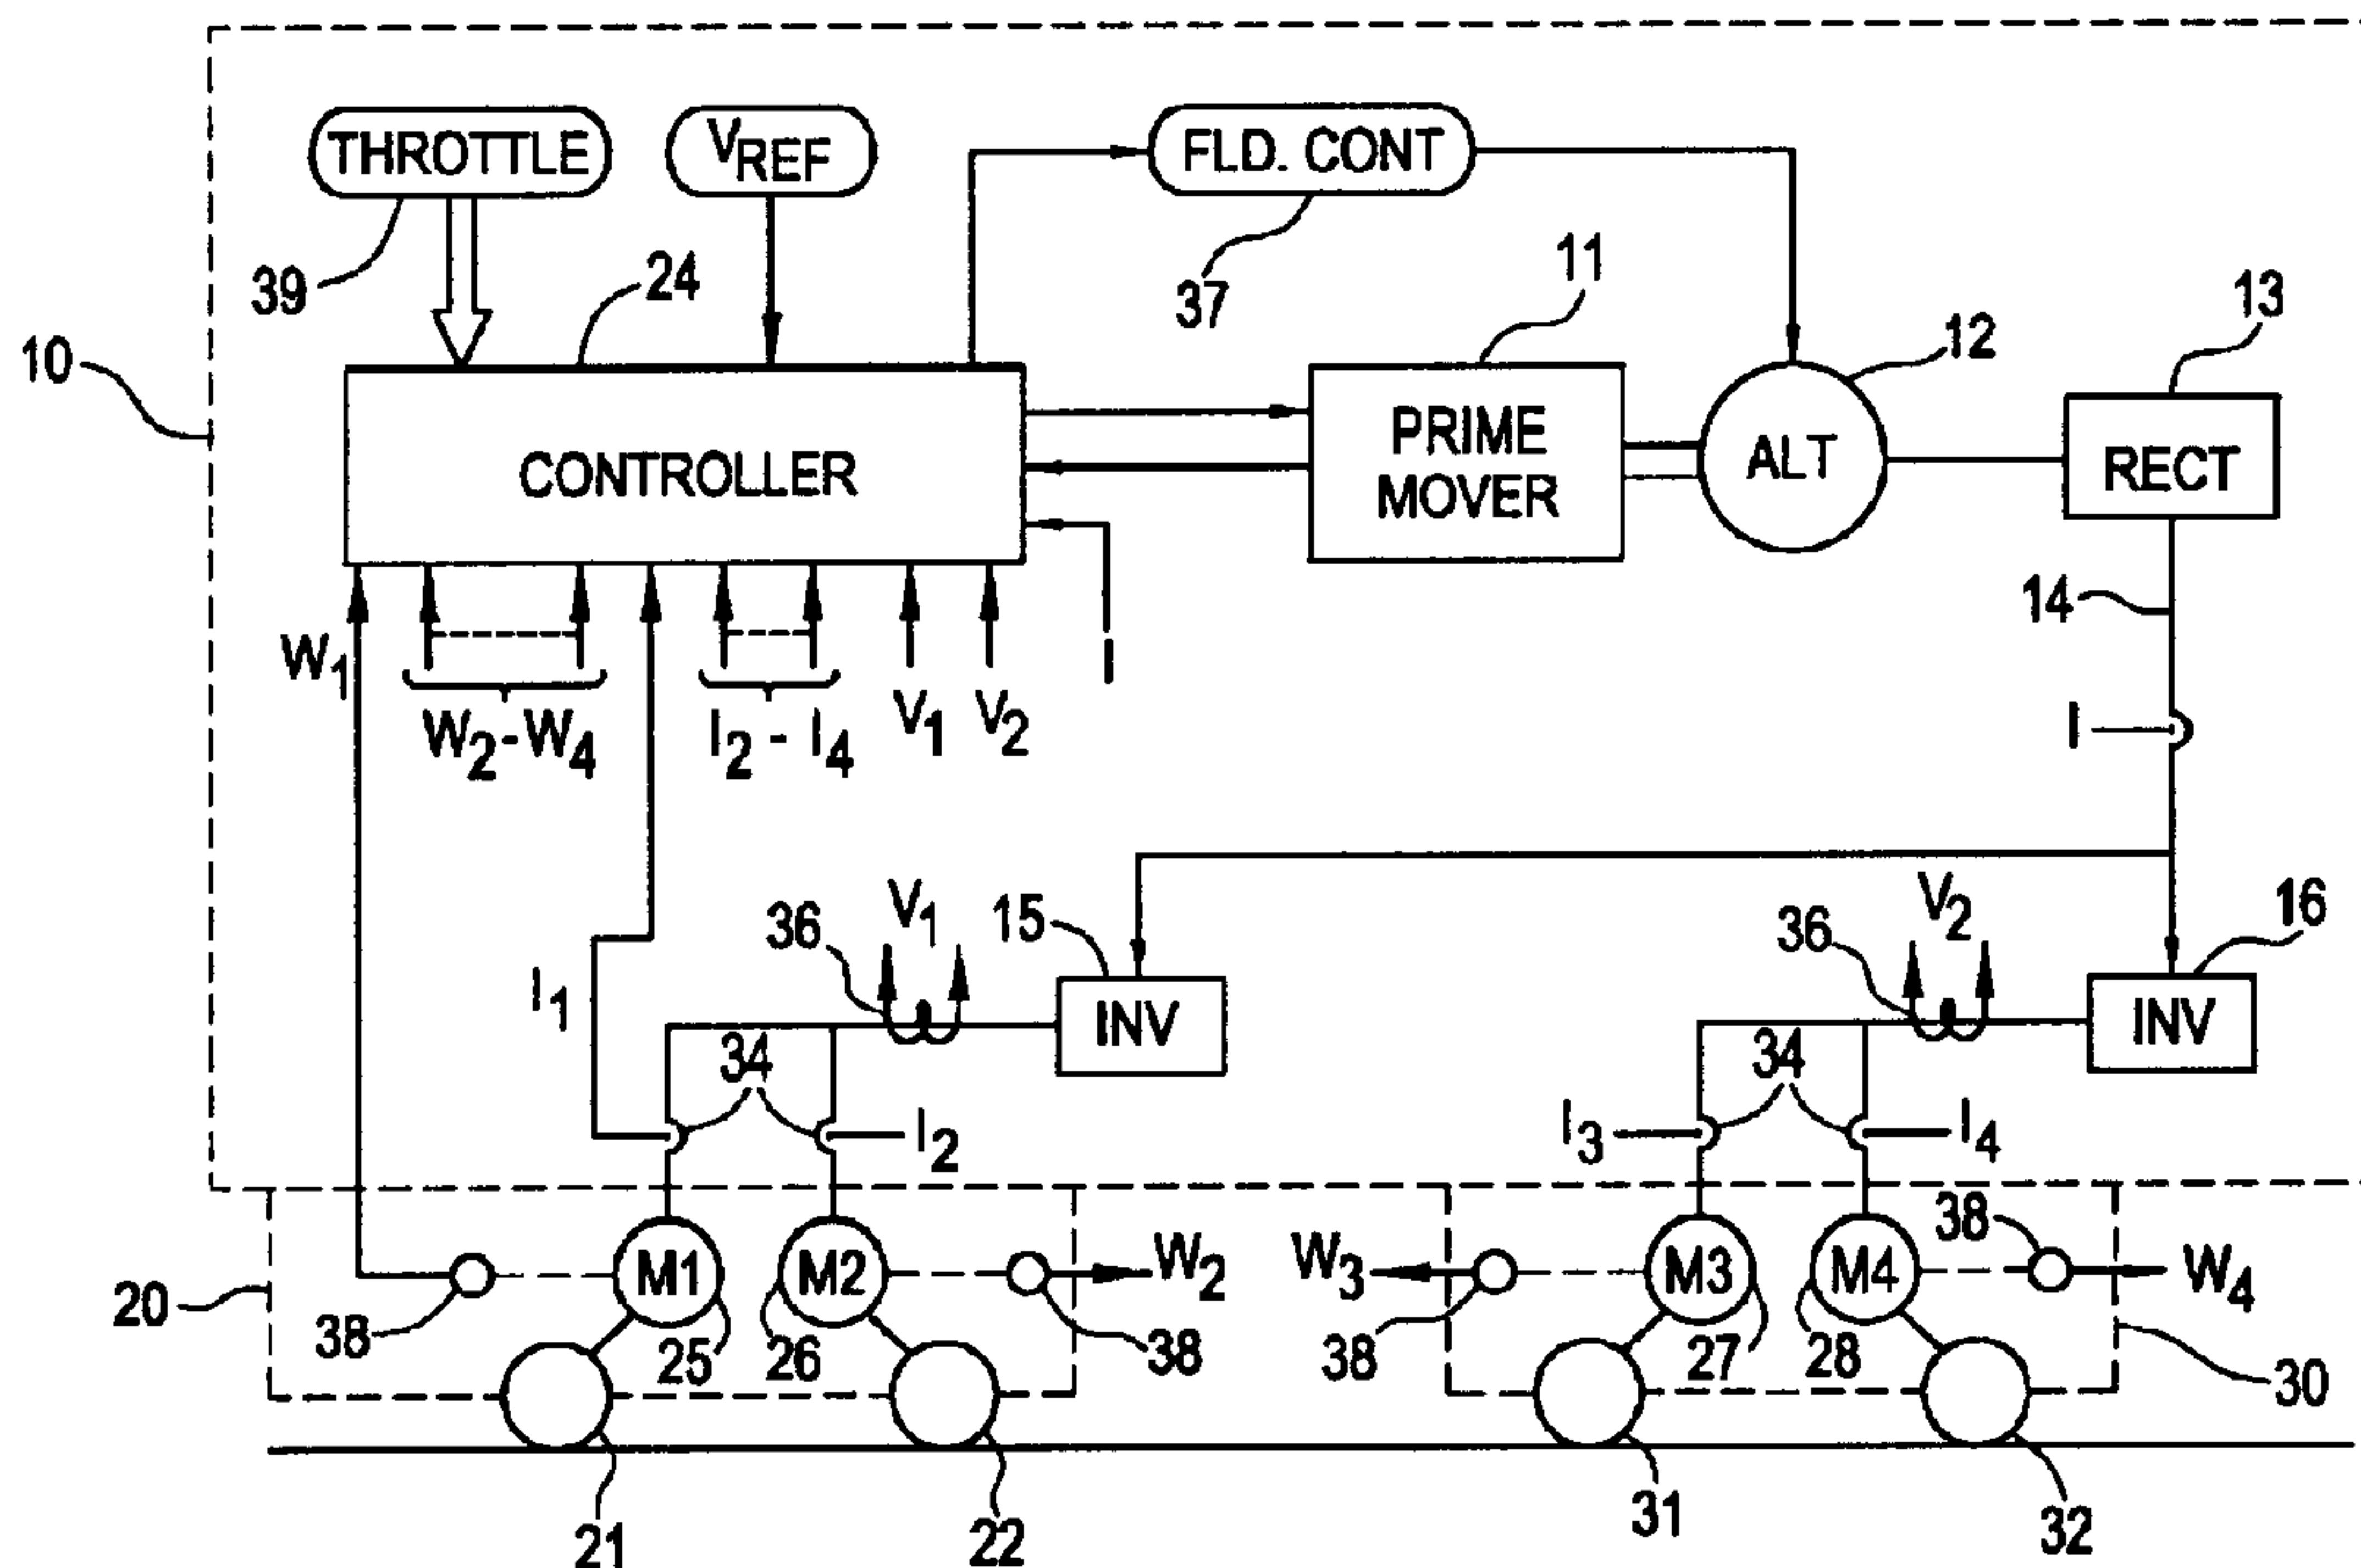 THROTTLE
V_REF
FLD. CONT
39
24
37
11
12
13
10
CONTROLLER
PRIME
MOVER
ALT
RECT
14
W1
W2-W4
I2 - I4
V1
V2
I
I
36
V1
15
36
V2
16
I1
34
INV
34
INV
I2
I3
I4
38
20
38
M1
M2
W2
W3
M3
M4
W4
25
26
38
38
27
28
30
21
22
31
32